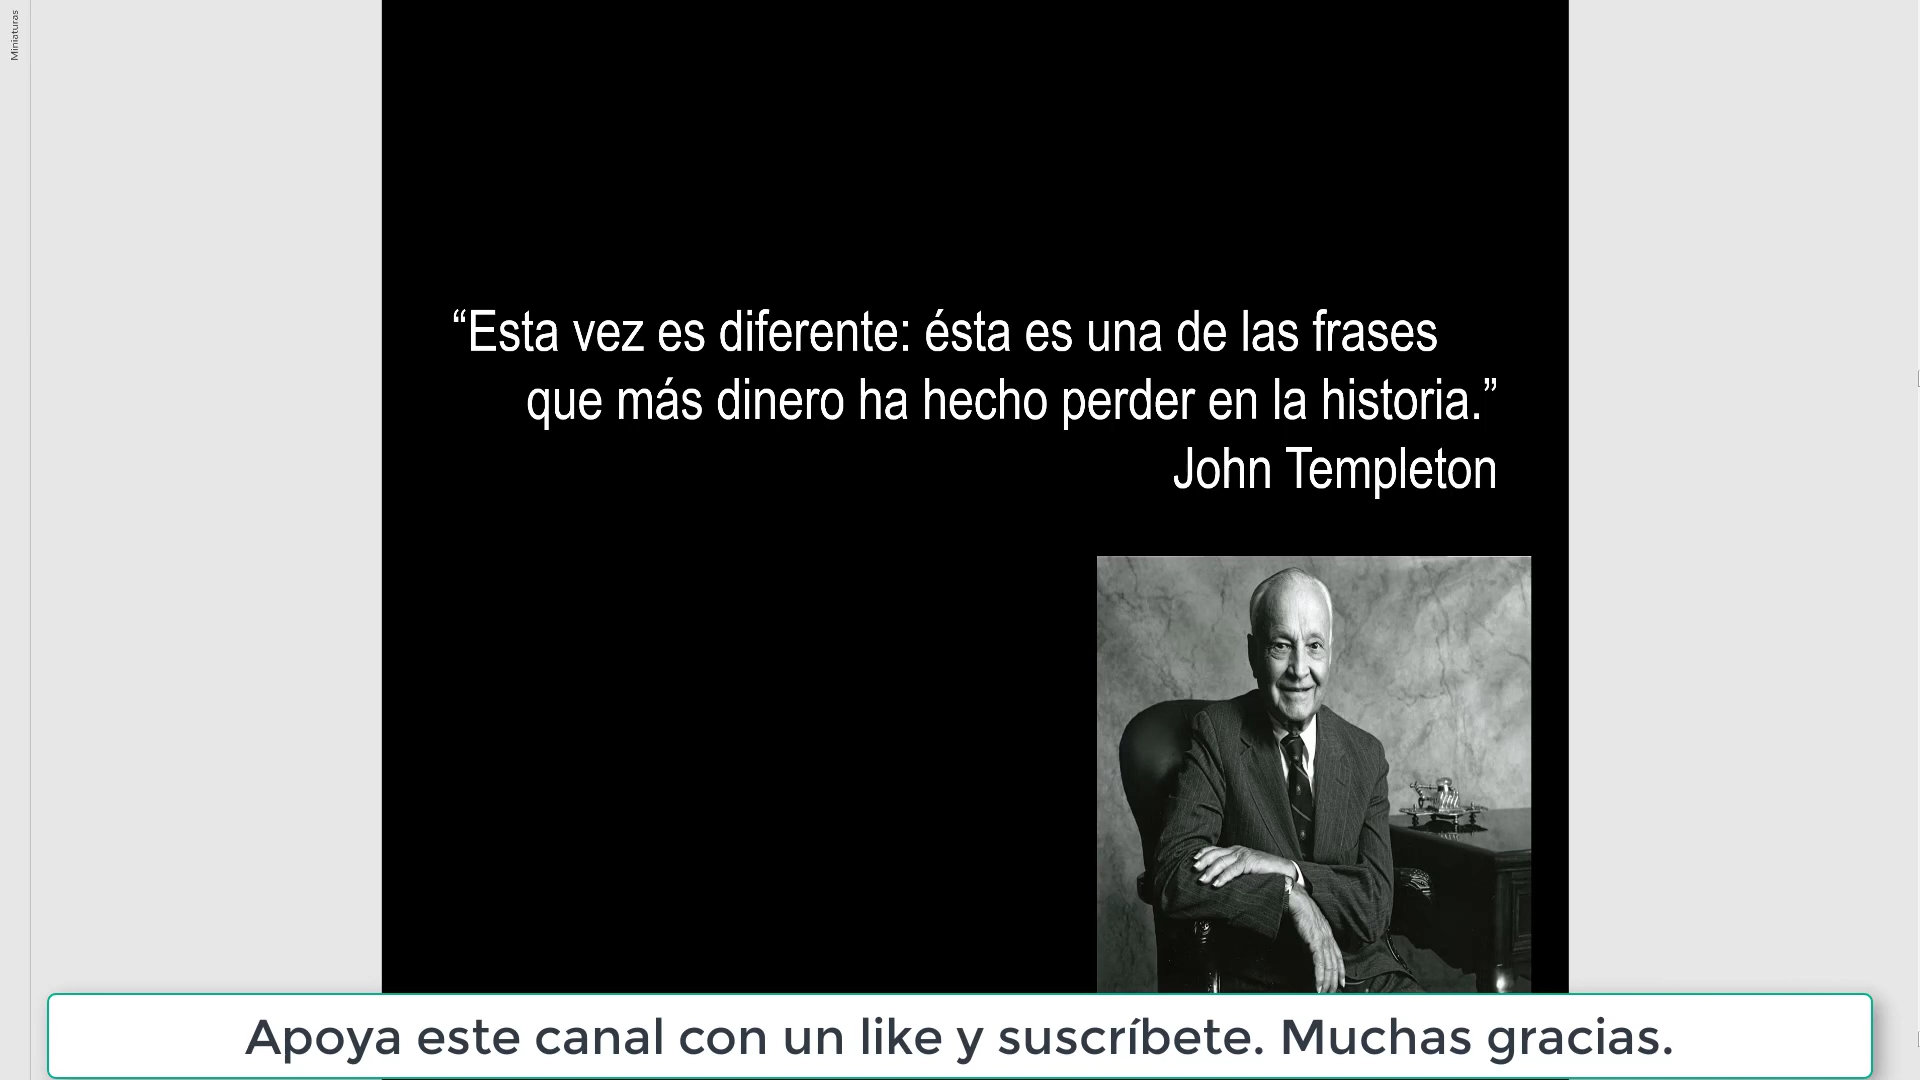 Miniaturas
“Esta vez es diferente: ésta es una de las frases
que más dinero ha hecho perder en la historia.”
John Templeton
Apoya este canal con un like y suscríbete. Muchas gracias.